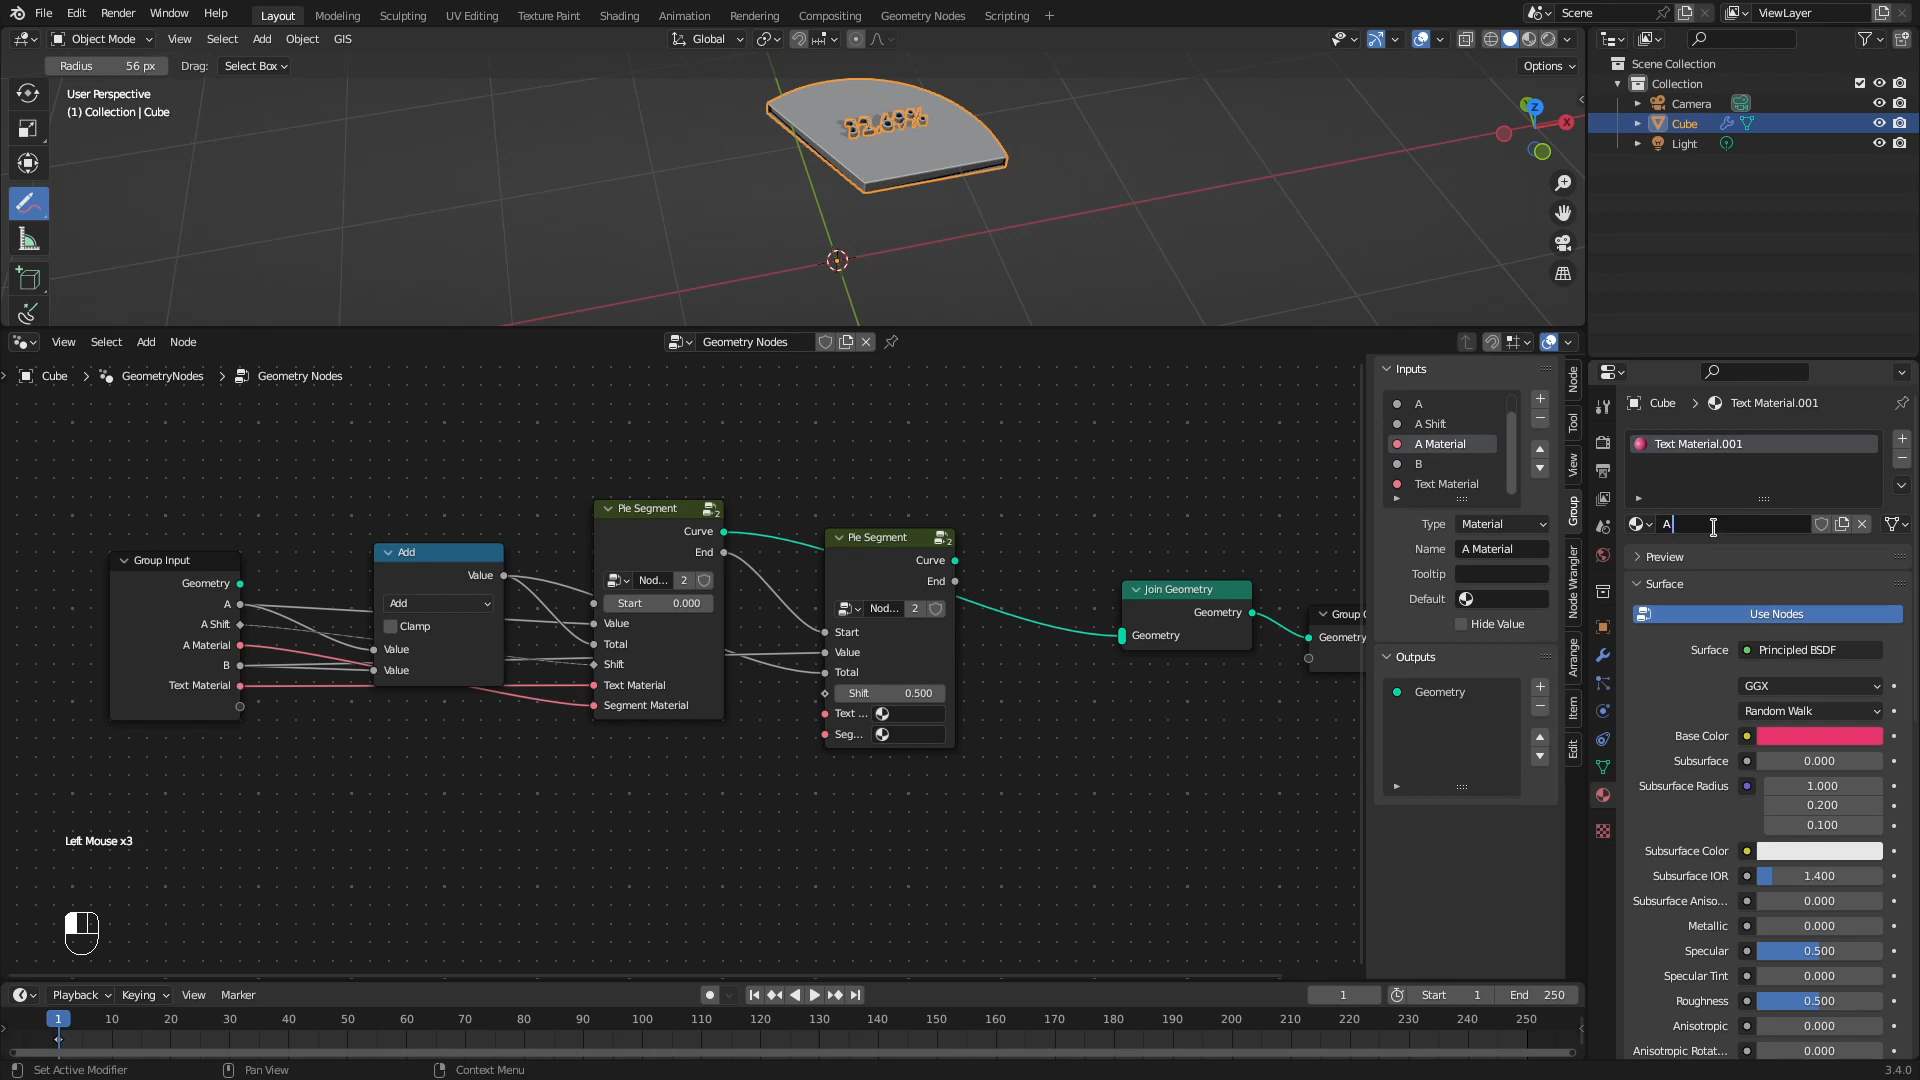 File Edit Render Window Help Layout Modeling Sculpting UV Editing Texture Paint Shading Animation Rendering Compositing Geometry Nodes Scripting + Scene ViewLayer
Object Mode View Select Add Object GIS Global
Radius 56 px Drag: Select Box Options
User Perspective
(1) Collection | Cube
32.69%
Z
X
Scene Collection
Collection
Camera
Cube
Light
View Select Add Node Geometry Nodes
Cube > GeometryNodes > Geometry Nodes
Group Input
Geometry
A
A Shift
A Material
B
Text Material
Add
Value
Add
Clamp
Value
Value
Pie Segment
2
Curve
End
Nod... 2
Start 0.000
Value
Total
Shift
Text Material
Segment Material
Pie Segment
2
Curve
End
Nod... 2
Start
Value
Total
Shift 0.500
Text ...
Seg...
Join Geometry
Geometry
Geometry
Group
Geometry
Left Mouse x3
Inputs
A
A Shift
A Material
B
Text Material
Type Material
Name A Material
Tooltip
Default
Hide Value
Outputs
Geometry
Node
Tool
View
Group
Node Wrangler
Arrange
Item
Edit
Cube > Text Material.001
Text Material.001
A
Preview
Surface
Use Nodes
Surface Principled BSDF
GGX
Random Walk
Base Color
Subsurface 0.000
Subsurface Radius 1.000
0.200
0.100
Subsurface Color
Subsurface IOR 1.400
Subsurface Aniso... 0.000
Metallic 0.000
Specular 0.500
Specular Tint 0.000
Roughness 0.500
Anisotropic 0.000
Anisotropic Rotat... 0.000
Playback Keying View Marker 1 Start 1 End 250
1 10 20 30 40 50 60 70 80 90 100 110 120 130 140 150 160 170 180 190 200 210 220 230 240 250
Set Active Modifier Pan View Context Menu 3.4.0